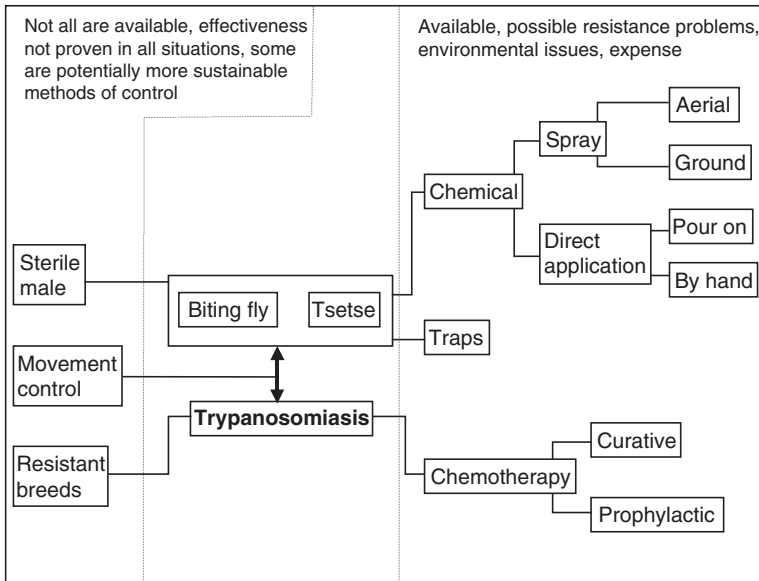 Not all are available, effectiveness
not proven in all situations, some
are potentially more sustainable
methods of control
Available, possible resistance problems,
environmental issues, expense
Aerial
Spray
Ground
Chemical
Pour on
Direct
application
By hand
Sterile
male
Biting fly
Tsetse
Traps
Movement
control
Trypanosomiasis
Resistant
breeds
Curative
Chemotherapy
Prophylactic